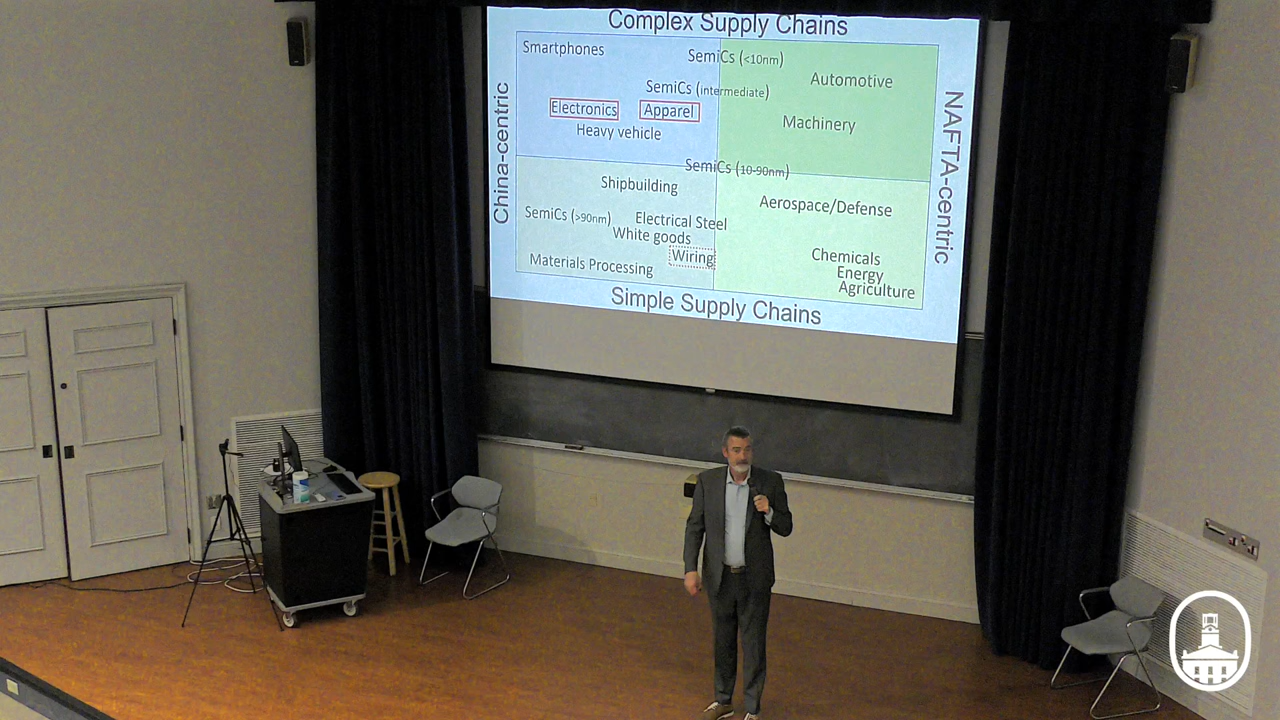 Complex Supply Chains
Smartphones
SemiCs (<10nm)
Automotive
SemiCs (intermediate)
Electronics
Apparel
Machinery
Heavy vehicle
China-centric
NAFTA-centric
SemiCs (10-90nm)
Shipbuilding
Aerospace/Defense
SemiCs (>90nm)
Electrical Steel
White goods
Wiring
Chemicals
Materials Processing
Energy
Agriculture
Simple Supply Chains